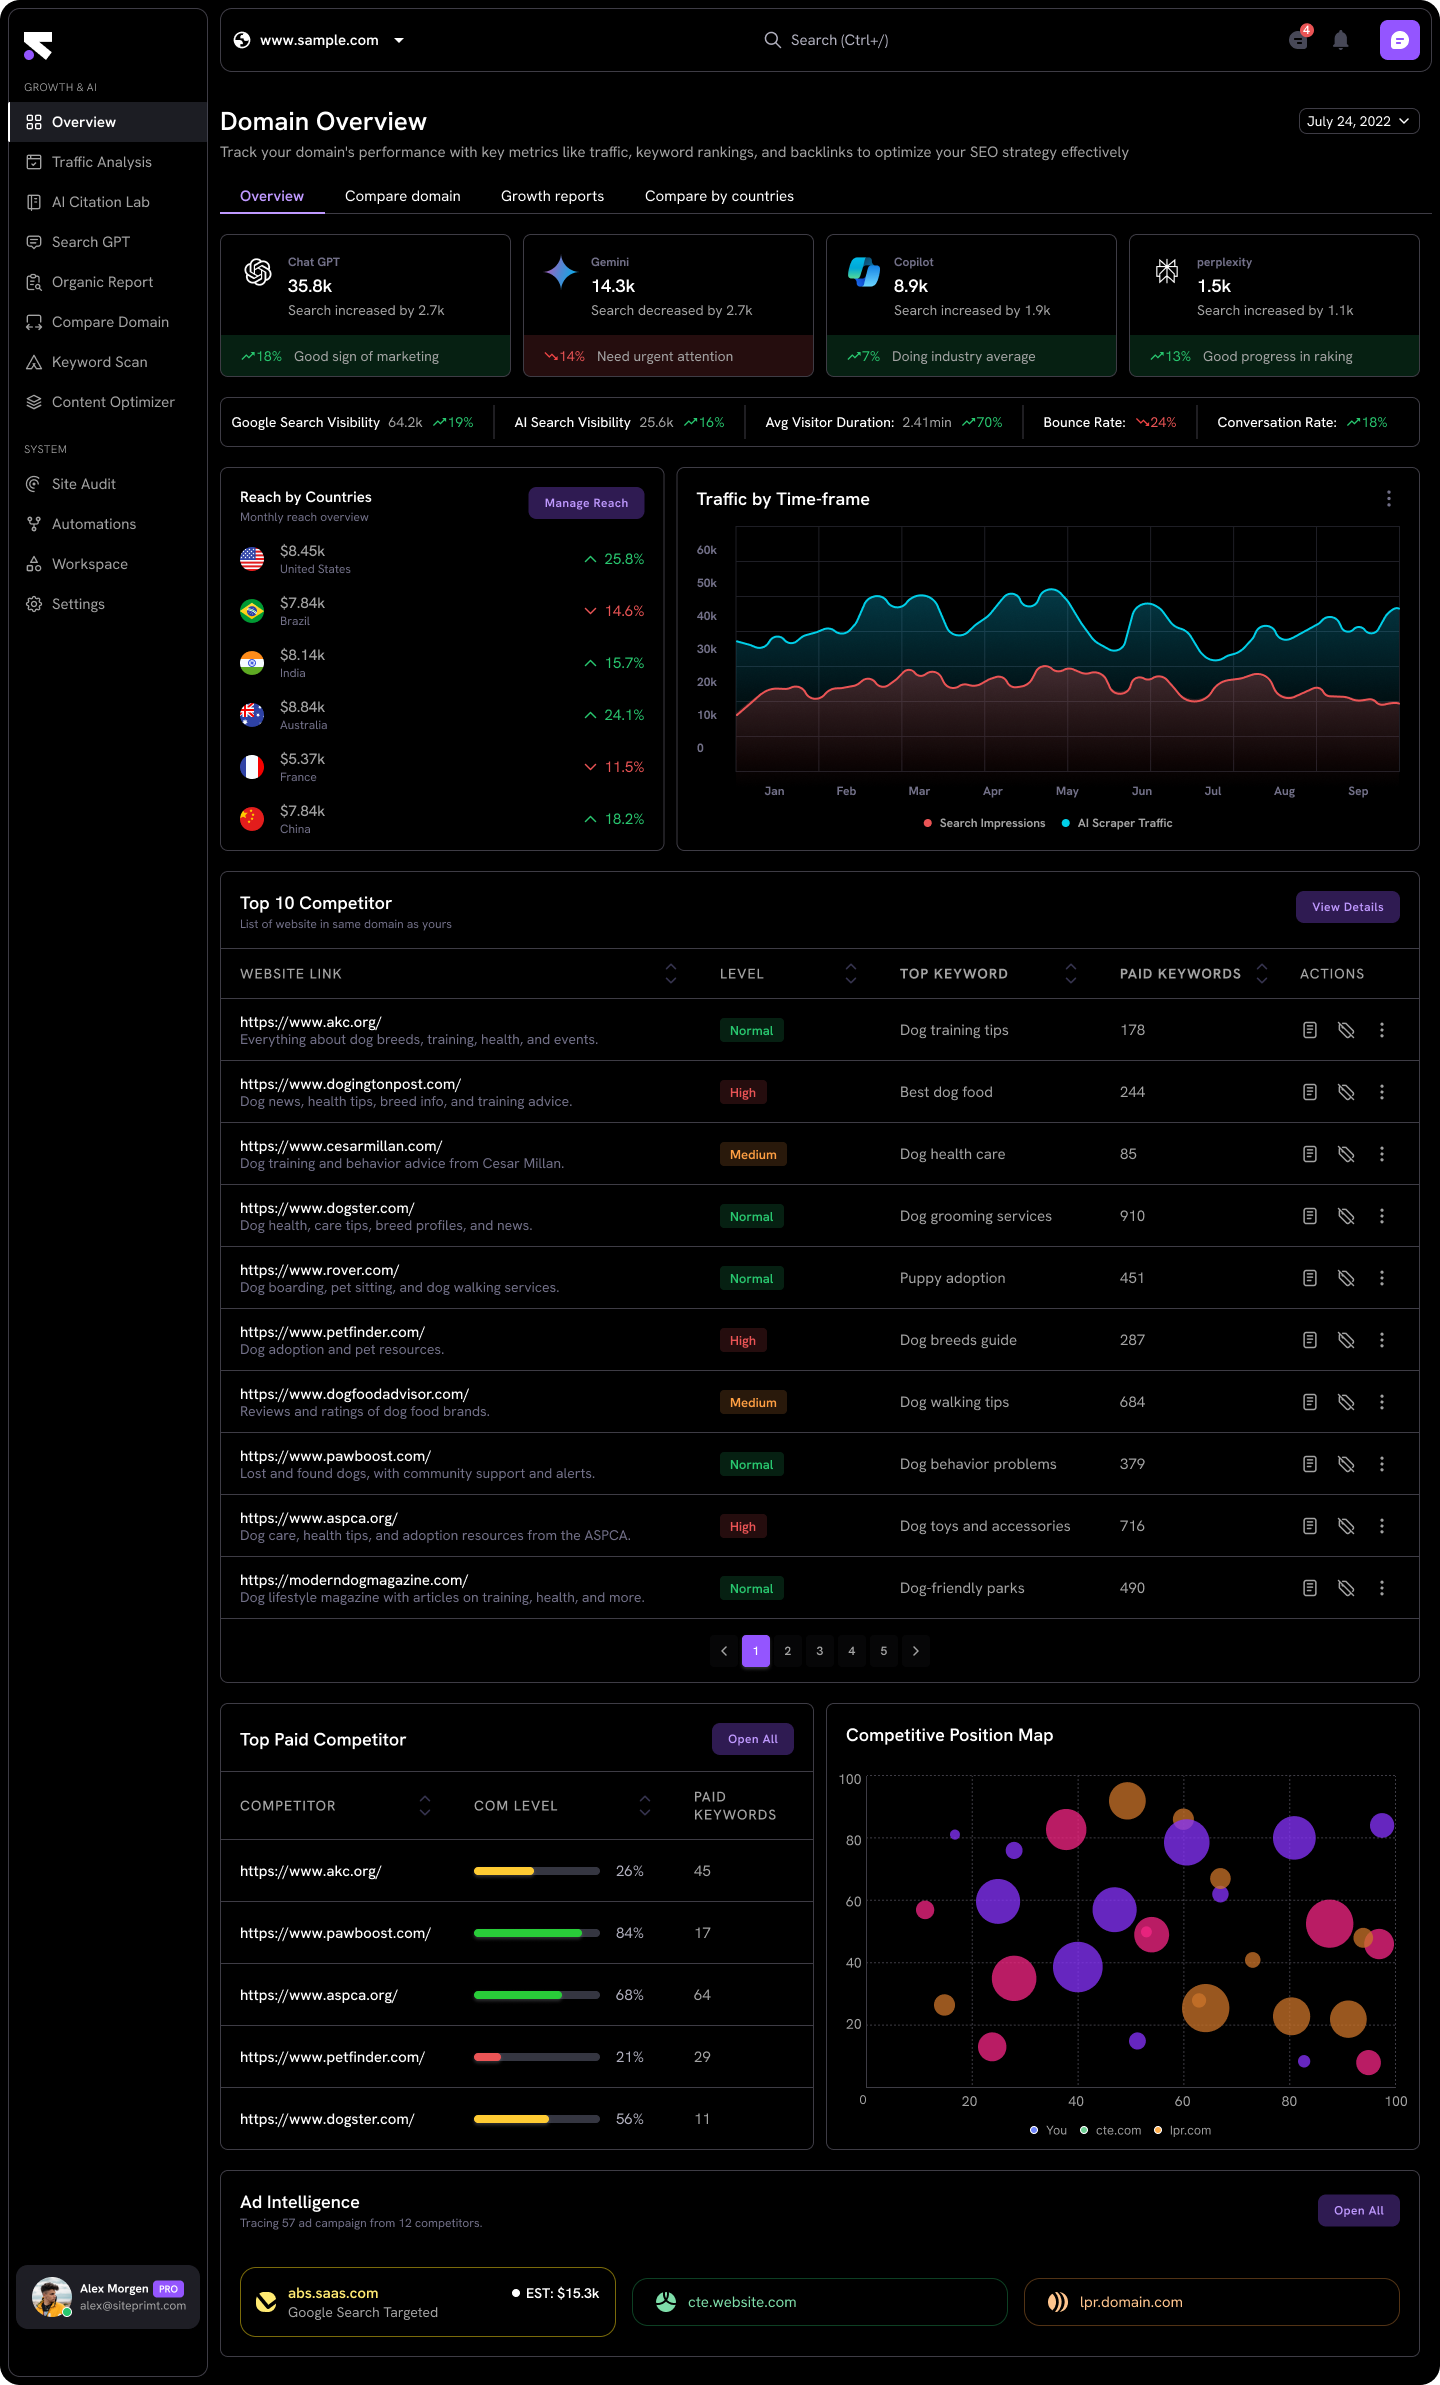 www.sample.com
Search (Ctrl+/)
4
GROWTH & AI
Overview
Traffic Analysis
AI Citation Lab
Search GPT
Organic Report
Compare Domain
Keyword Scan
Content Optimizer
SYSTEM
Site Audit
Automations
Workspace
Settings
Alex Morgen PRO
alex@siteprimt.com
Domain Overview
July 24, 2022
Track your domain's performance with key metrics like traffic, keyword rankings, and backlinks to optimize your SEO strategy effectively
Overview Compare domain Growth reports Compare by countries
Chat GPT
35.8k
Search increased by 2.7k
18% Good sign of marketing
Gemini
14.3k
Search decreased by 2.7k
14% Need urgent attention
Copilot
8.9k
Search increased by 1.9k
7% Doing industry average
perplexity
1.5k
Search increased by 1.1k
13% Good progress in raking
Google Search Visibility 64.2k 19% AI Search Visibility 25.6k 16% Avg Visitor Duration: 2.41min 70% Bounce Rate: 24% Conversation Rate: 18%
Reach by Countries
Monthly reach overview
Manage Reach
$8.45k
United States
25.8%
$7.84k
Brazil
14.6%
$8.14k
India
15.7%
$8.84k
Australia
24.1%
$5.37k
France
11.5%
$7.84k
China
18.2%
Traffic by Time-frame
60k
50k
40k
30k
20k
10k
0
Jan Feb Mar Apr May Jun Jul Aug Sep
Search Impressions AI Scraper Traffic
Top 10 Competitor
List of website in same domain as yours
View Details
WEBSITE LINK LEVEL TOP KEYWORD PAID KEYWORDS ACTIONS
https://www.akc.org/
Everything about dog breeds, training, health, and events.
Normal Dog training tips 178
https://www.dogingtonpost.com/
Dog news, health tips, breed info, and training advice.
High Best dog food 244
https://www.cesarmillan.com/
Dog training and behavior advice from Cesar Millan.
Medium Dog health care 85
https://www.dogster.com/
Dog health, care tips, breed profiles, and news.
Normal Dog grooming services 910
https://www.rover.com/
Dog boarding, pet sitting, and dog walking services.
Normal Puppy adoption 451
https://www.petfinder.com/
Dog adoption and pet resources.
High Dog breeds guide 287
https://www.dogfoodadvisor.com/
Reviews and ratings of dog food brands.
Medium Dog walking tips 684
https://www.pawboost.com/
Lost and found dogs, with community support and alerts.
Normal Dog behavior problems 379
https://www.aspca.org/
Dog care, health tips, and adoption resources from the ASPCA.
High Dog toys and accessories 716
https://moderndogmagazine.com/
Dog lifestyle magazine with articles on training, health, and more.
Normal Dog-friendly parks 490
1 2 3 4 5
Top Paid Competitor
Open All
COMPETITOR COM LEVEL PAID
KEYWORDS
https://www.akc.org/ 26% 45
https://www.pawboost.com/ 84% 17
https://www.aspca.org/ 68% 64
https://www.petfinder.com/ 21% 29
https://www.dogster.com/ 56% 11
Competitive Position Map
100
80
60
40
20
0 20 40 60 80 100
You cte.com lpr.com
Ad Intelligence
Tracing 57 ad campaign from 12 competitors.
Open All
abs.saas.com
Google Search Targeted
EST: $15.3k
cte.website.com
lpr.domain.com